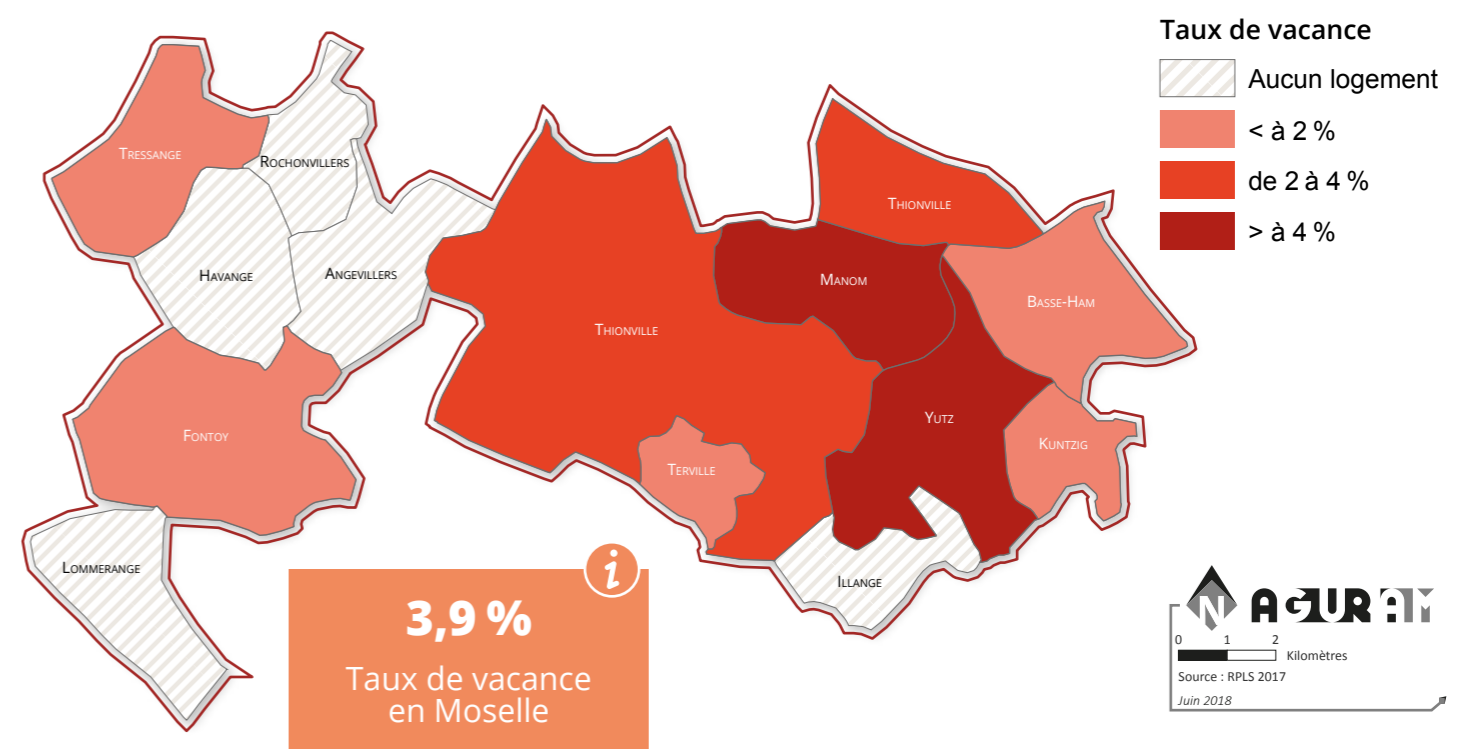 Taux de vacance
Aucun logement
< à 2 %
de 2 à 4 %
> à 4 %
Tressange
Rochonvillers
Havange
Angevillers
Thionville
Thionville
Manom
Basse-Ham
Yutz
Kuntzig
Terville
Fontoy
Lommerange
Illange
i
3,9 %
Taux de vacance
en Moselle
N AGURAM
0 1 2
Kilomètres
Source : RPLS 2017
Juin 2018